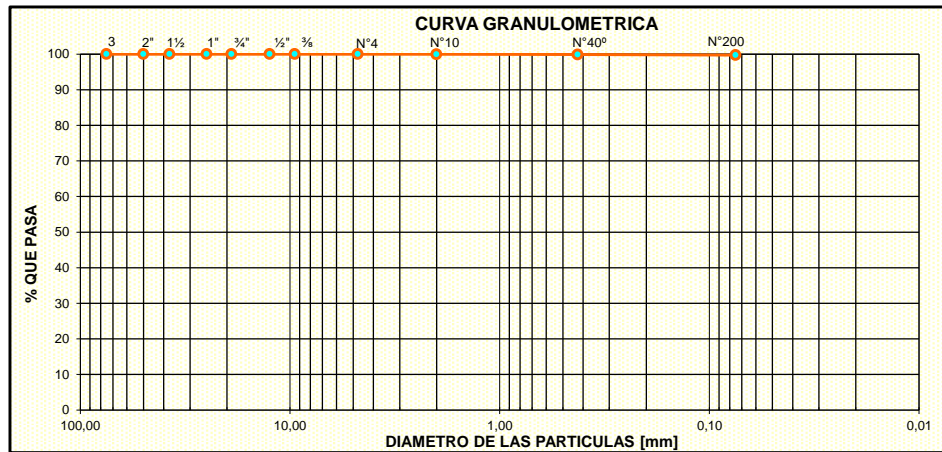 CURVA GRANULOMETRICA
3 2" 1½ 1" ¾" ½" ⅜ N°4 N°10 N°40º N°200
100
90
80
70
60
50
40
30
20
10
0
% QUE PASA
100,00 10,00 1,00 0,10 0,01
DIAMETRO DE LAS PARTICULAS [mm]